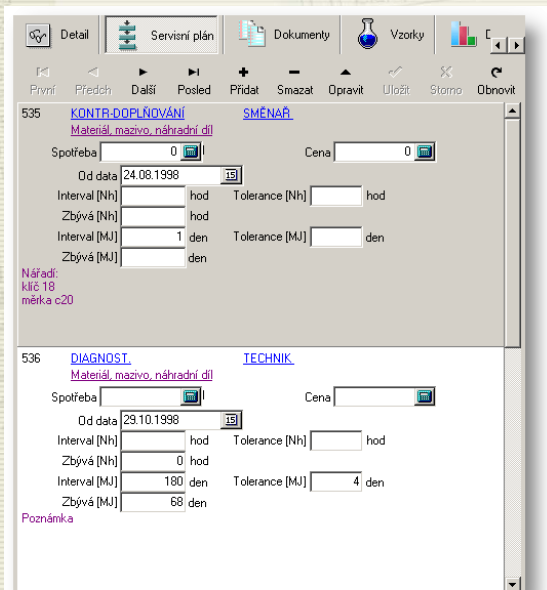 Detail Servisní plán Dokumenty Vzorky
První Předch Další Posled Přidat Smazat Opravit Uložit Storno Obnovit
535 KONTR-DOPLŇOVÁNÍ SMĚNAŘ
Materiál, mazivo, náhradní díl
Spotřeba 0 l Cena 0
Od data 24.08.1998 15
Interval [Nh] hod Tolerance [Nh] hod
Zbývá [Nh] hod
Interval [MJ] 1 den Tolerance [MJ] den
Zbývá [MJ] den
Nářadí:
klíč 18
měrka c20
536 DIAGNOST. TECHNIK
Materiál, mazivo, náhradní díl
Spotřeba l Cena
Od data 29.10.1998 15
Interval [Nh] hod Tolerance [Nh] hod
Zbývá [Nh] 0 hod
Interval [MJ] 180 den Tolerance [MJ] 4 den
Zbývá [MJ] 68 den
Poznámka